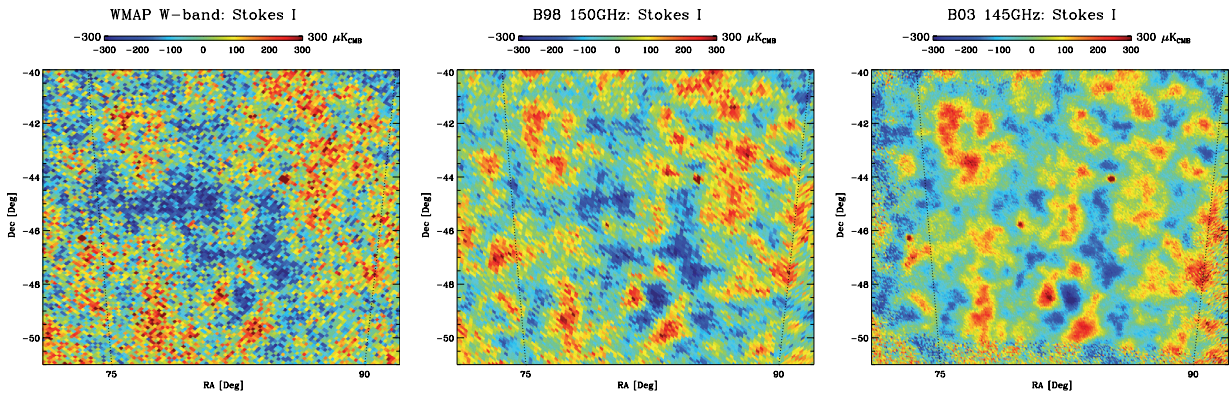 WMAP W-band: Stokes I
-300 300 μK_CMB
-300 -200 -100 0 100 200 300
-40
-42
-44
-46
-48
-50
Dec [Deg]
75 90
RA [Deg]
B98 150GHz: Stokes I
-300 300 μK_CMB
-300 -200 -100 0 100 200 300
-40
-42
-44
-46
-48
-50
Dec [Deg]
75 90
RA [Deg]
B03 145GHz: Stokes I
-300 300 μK_CMB
-300 -200 -100 0 100 200 300
-40
-42
-44
-46
-48
-50
Dec [Deg]
75 90
RA [Deg]